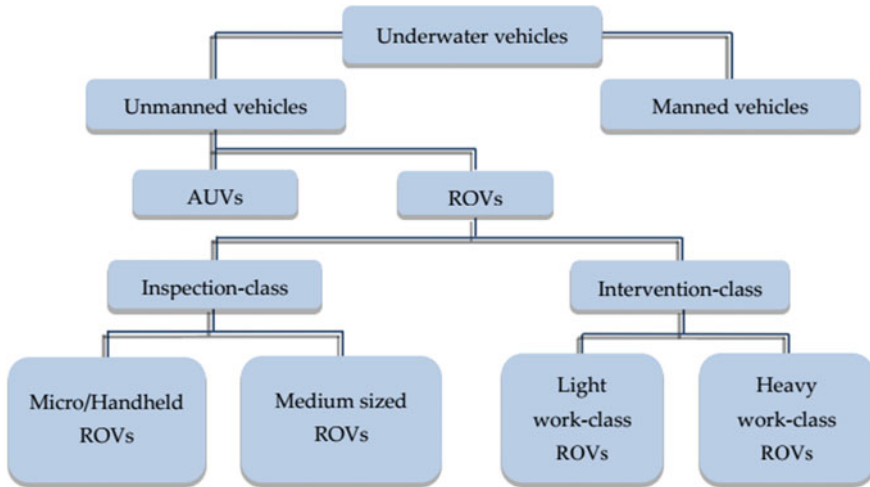 Underwater vehicles
Unmanned vehicles
Manned vehicles
AUVs
ROVs
Inspection-class
Intervention-class
Micro/Handheld
ROVs
Medium sized
ROVs
Light
work-class
ROVs
Heavy
work-class
ROVs